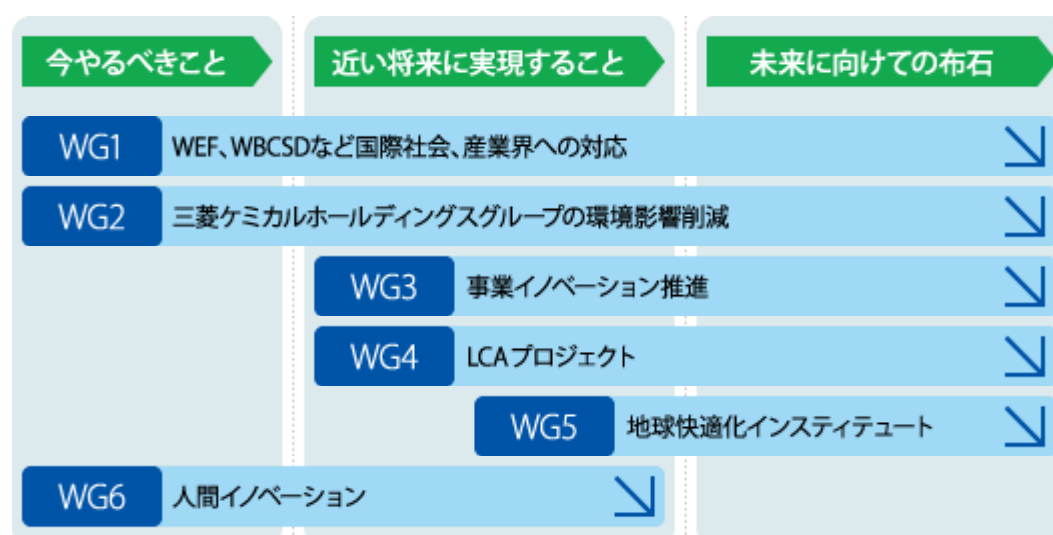 今やるべきこと
近い将来に実現すること
未来に向けての布石
WG1 WEF、WBCSDなど国際社会、産業界への対応
WG2 三菱ケミカルホールディングスグループの環境影響削減
WG3 事業イノベーション推進
WG4 LCAプロジェクト
WG5 地球快適化インスティテュート
WG6 人間イノベーション